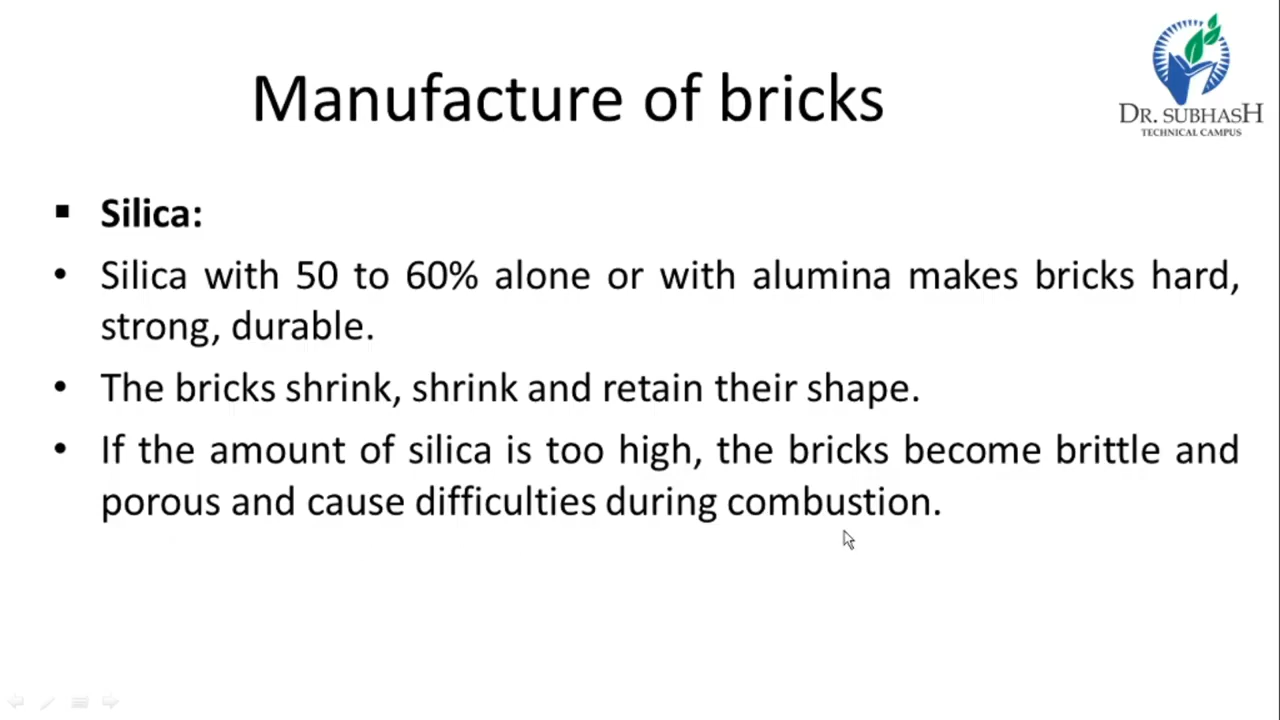 Manufacture of bricks
DR. SUBHASH
TECHNICAL CAMPUS
▪ Silica:
• Silica with 50 to 60% alone or with alumina makes bricks hard,
strong, durable.
• The bricks shrink, shrink and retain their shape.
• If the amount of silica is too high, the bricks become brittle and
porous and cause difficulties during combustion.